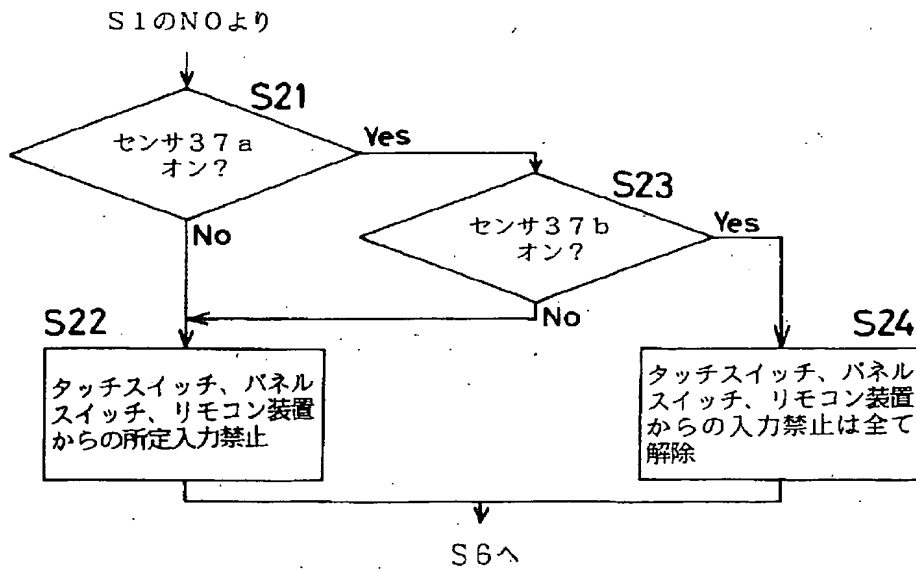 S1のNOより
S21
センサ37a
オン?
Yes
No
S23
センサ37b
オン?
Yes
No
S22
タッチスイッチ、パネル
スイッチ、リモコン装置
からの所定入力禁止
S24
タッチスイッチ、パネル
スイッチ、リモコン装置
からの入力禁止は全て
解除
S6へ